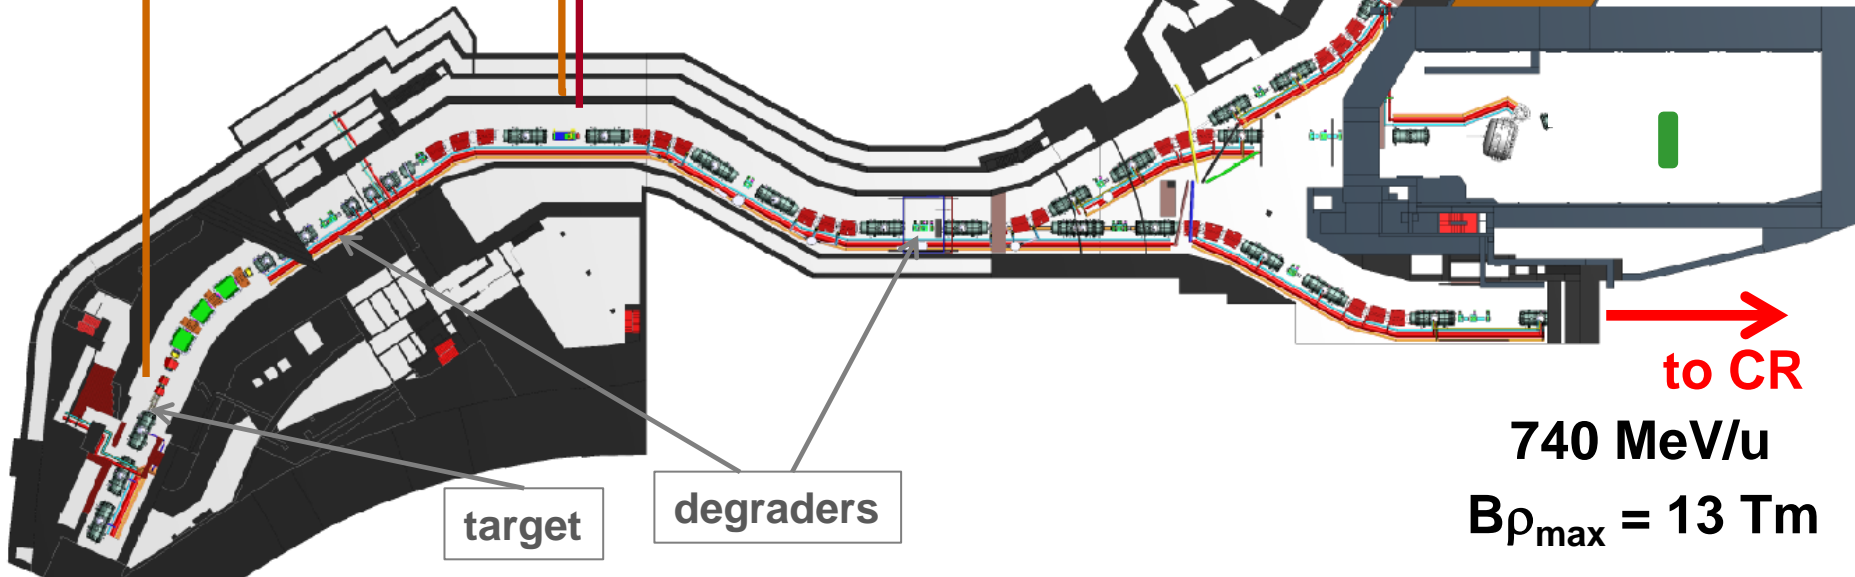 to CR
740 MeV/u
Bρmax = 13 Tm
degraders
target